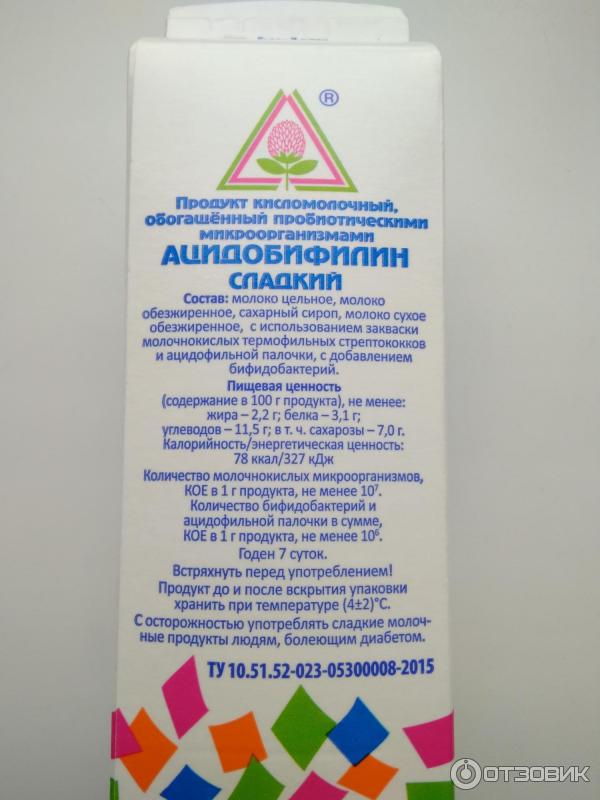 ®
Продукт кисломолочный,
обогащённый пробиотическими
микроорганизмами
АЦИДОБИФИЛИН
СЛАДКИЙ
Состав: молоко цельное, молоко
обезжиренное, сахарный сироп, молоко сухое
обезжиренное, с использованием закваски
молочнокислых термофильных стрептококков
и ацидофильной палочки, с добавлением
бифидобактерий.
Пищевая ценность
(содержание в 100 г продукта), не менее:
жира – 2,2 г; белка – 3,1 г;
углеводов – 11,5 г; в т. ч. сахарозы – 7,0 г.
Калорийность/энергетическая ценность:
78 ккал/327 кДж
Количество молочнокислых микроорганизмов,
КОЕ в 1 г продукта, не менее 10⁷.
Количество бифидобактерий и
ацидофильной палочки в сумме,
КОЕ в 1 г продукта, не менее 10⁶.
Годен 7 суток.
Встряхнуть перед употреблением!
Продукт до и после вскрытия упаковки
хранить при температуре (4±2)°С.
С осторожностью употреблять сладкие молоч-
ные продукты людям, болеющим диабетом.
ТУ 10.51.52-023-05300008-2015
ОТЗОВИК